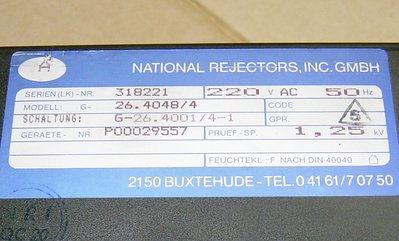 A
NATIONAL REJECTORS, INC. GMBH
SERIEN(LK)-NR. 318221 220 V AC 50 Hz
MODELL: G- 26.4048/4 CODE
SCHALTUNG: G-26.4001/4-1 GPR. 5
GERAETE-NR. P00029557 PRUEF-SP. 1,25 kV
FEUCHTEKL: F NACH DIN 40040
2150 BUXTEHUDE-TEL. 0 41 61/7 07 50